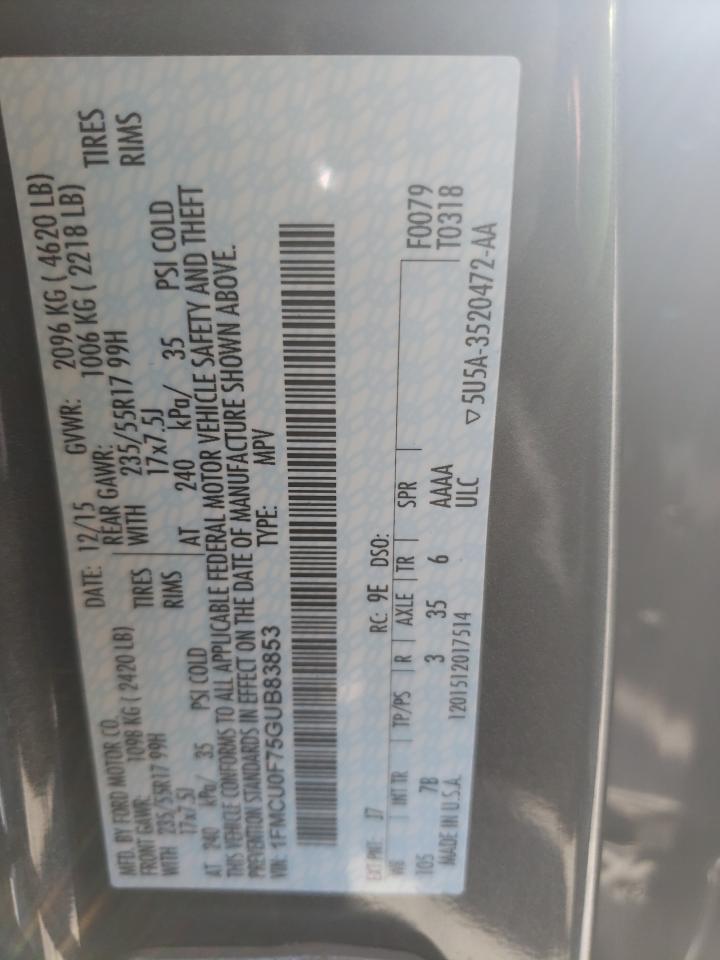 MFD. BY FORD MOTOR CO.
DATE: 12/15 GVWR: 2096 KG ( 4620 LB)
FRONT GAWR: 1098 KG ( 2420 LB) REAR GAWR: 1006 KG ( 2218 LB)
WITH 235/55R17 99H TIRES WITH 235/55R17 99H TIRES
17x7.5J RIMS 17x7.5J RIMS
AT 240 kPa/ 35 PSI COLD AT 240 kPa/ 35 PSI COLD
THIS VEHICLE CONFORMS TO ALL APPLICABLE FEDERAL MOTOR VEHICLE SAFETY AND THEFT
PREVENTION STANDARDS IN EFFECT ON THE DATE OF MANUFACTURE SHOWN ABOVE.
VIN: 1FMCU0F75GUB83853 TYPE: MPV
EXT PNT: J7 RC: 9E DSO:
WB INT TR TP/PS R AXLE TR SPR F0079
105 7B 3 35 6 AAAA T0318
MADE IN U.S.A. 1201512017514 ULC
▽5U5A-3520472-AA